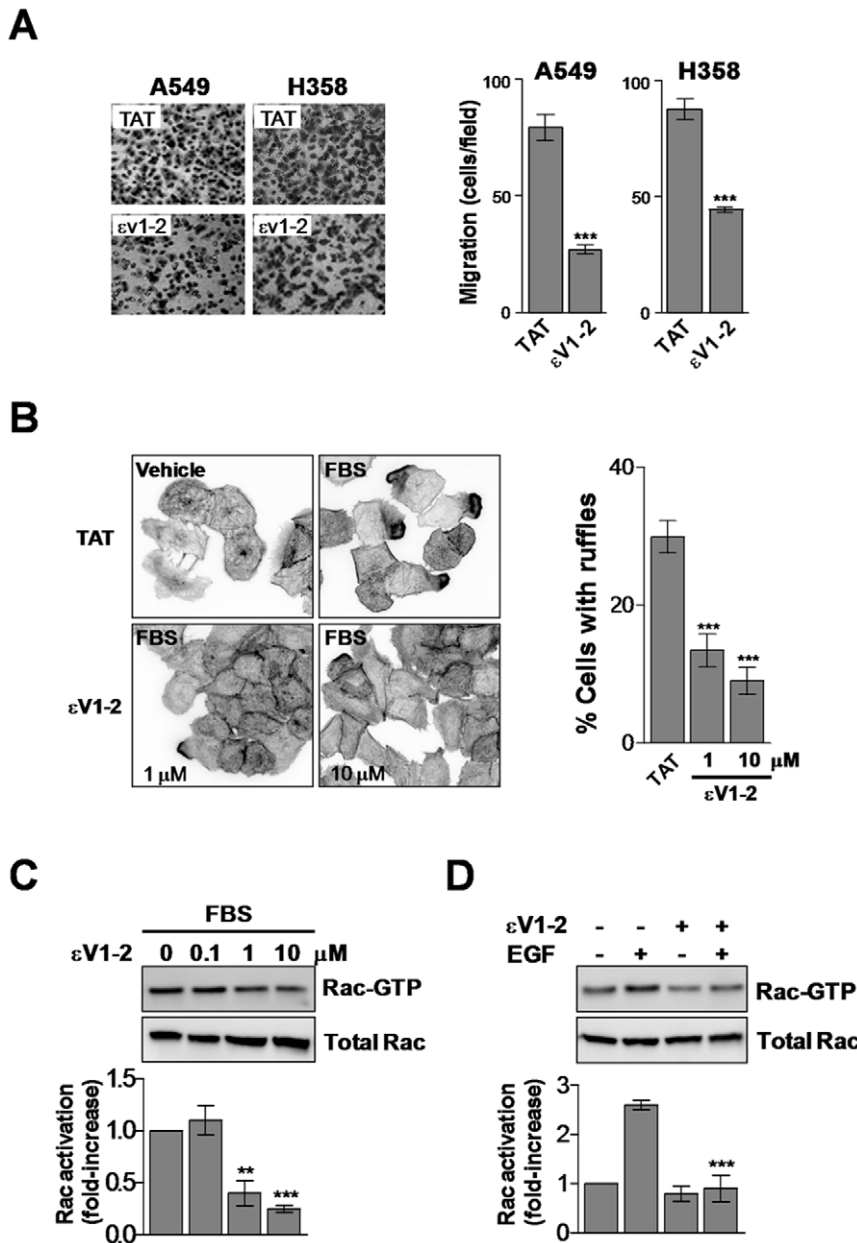 A
A549 H358
TAT TAT
εv1-2 εv1-2
A549 H358
Migration (cells/field)
100
50
0
100
50
0
***
***
TAT εV1-2 TAT εV1-2
B
Vehicle FBS
TAT
FBS FBS
εV1-2
1 μM 10 μM
% Cells with ruffles
40
20
0
***
***
TAT 1 10 μM
εV1-2
C
FBS
εV1-2 0 0.1 1 10 μM
Rac-GTP
Total Rac
Rac activation
(fold-increase)
1.5
1.0
0.5
0.0
**
***
D
εV1-2 - - + +
EGF - + - +
Rac-GTP
Total Rac
Rac activation
(fold-increase)
3
2
1
0
***